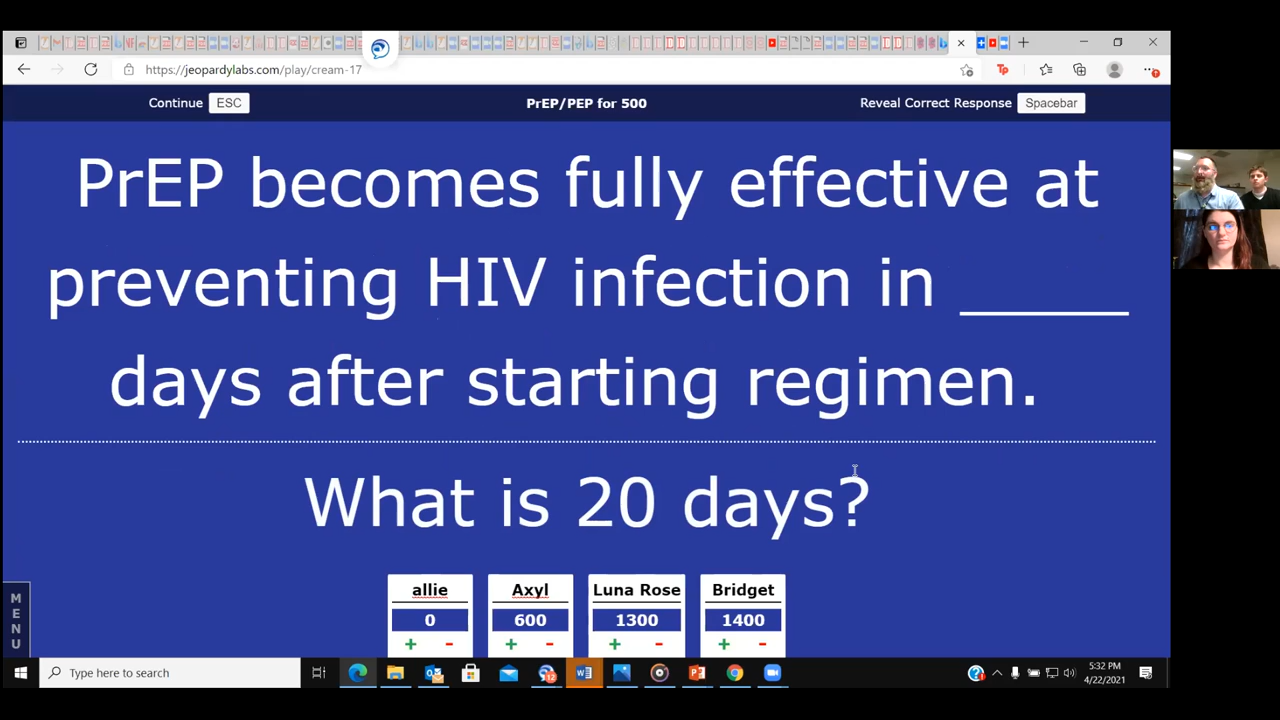 https://jeopardylabs.com/play/cream-17
Continue ESC
PrEP/PEP for 500
Reveal Correct Response Spacebar
PrEP becomes fully effective at
preventing HIV infection in ______
days after starting regimen.
What is 20 days?
allie Axyl Luna Rose Bridget
0 600 1300 1400
+ - + - + - + -
MENU
Type here to search
5:32 PM
4/22/2021